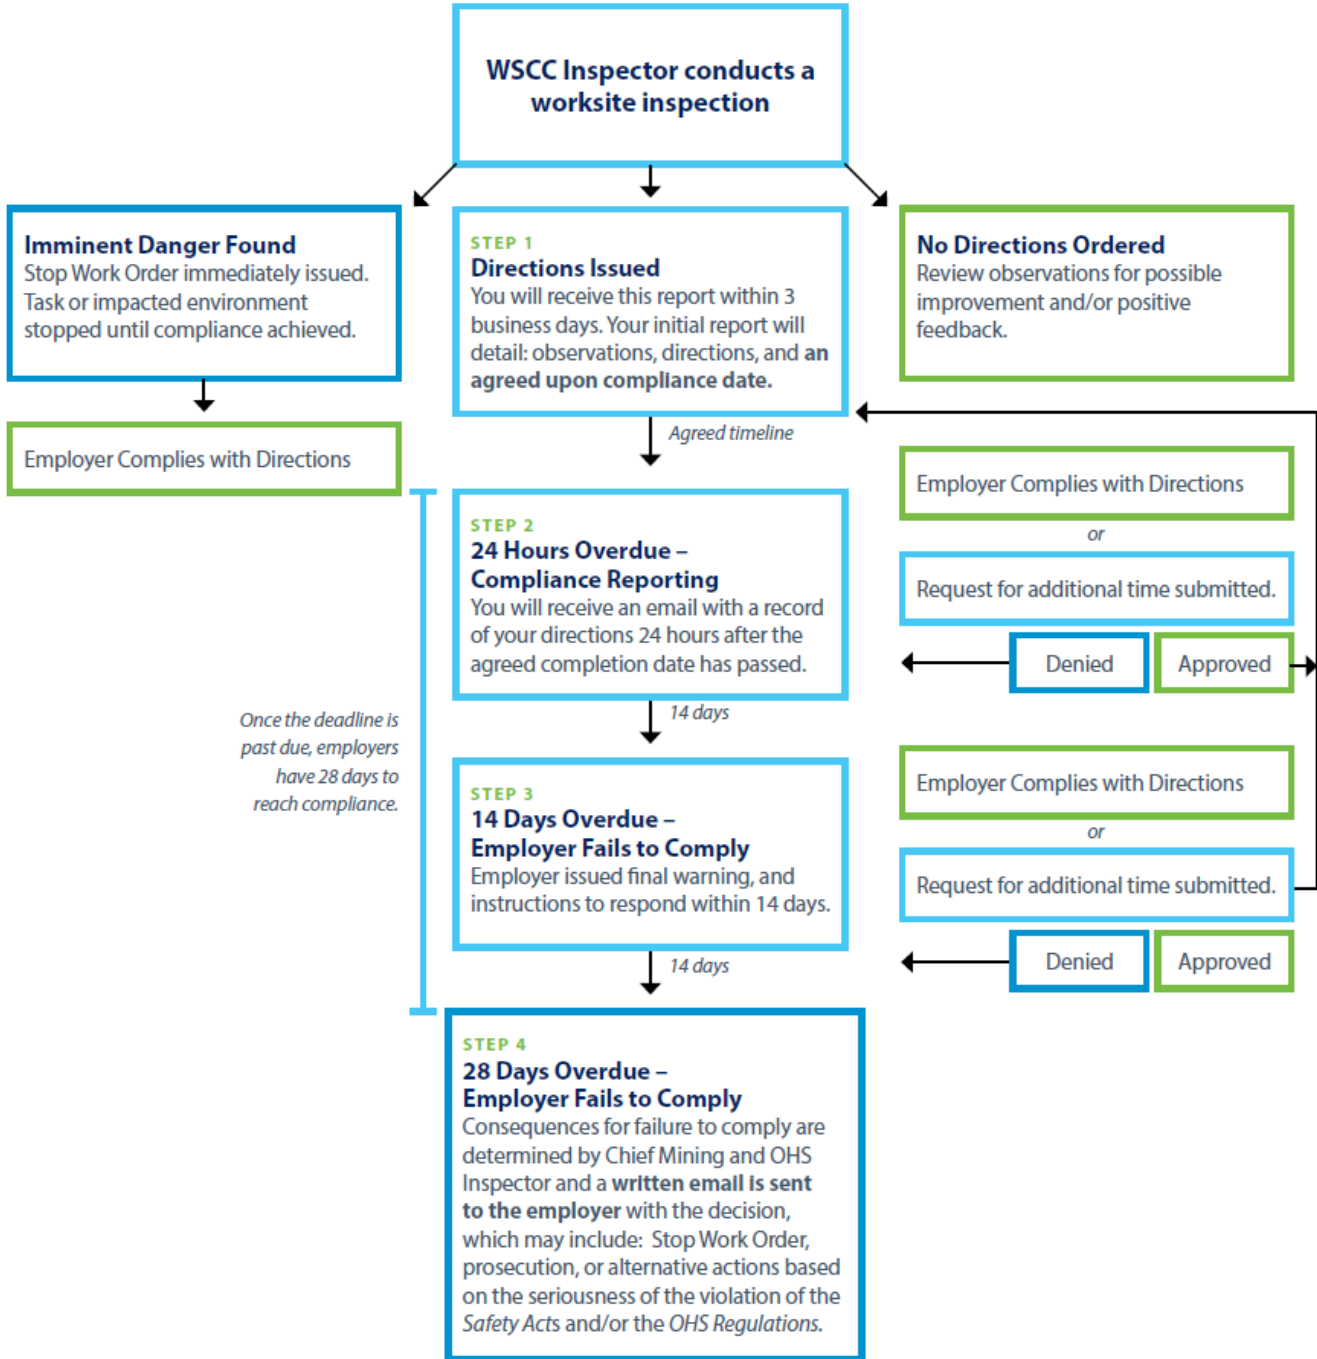 WSCC Inspector conducts a
worksite inspection
Imminent Danger Found
Stop Work Order immediately issued.
Task or impacted environment
stopped until compliance achieved.
Employer Complies with Directions
STEP 1
Directions Issued
You will receive this report within 3
business days. Your initial report will
detail: observations, directions, and an
agreed upon compliance date.
No Directions Ordered
Review observations for possible
improvement and/or positive
feedback.
Agreed timeline
STEP 2
24 Hours Overdue –
Compliance Reporting
You will receive an email with a record
of your directions 24 hours after the
agreed completion date has passed.
Employer Complies with Directions
or
Request for additional time submitted.
Denied
Approved
14 days
Once the deadline is
past due, employers
have 28 days to
reach compliance.
STEP 3
14 Days Overdue –
Employer Fails to Comply
Employer issued final warning, and
instructions to respond within 14 days.
Employer Complies with Directions
or
Request for additional time submitted.
Denied
Approved
14 days
STEP 4
28 Days Overdue –
Employer Fails to Comply
Consequences for failure to comply are
determined by Chief Mining and OHS
Inspector and a written email is sent
to the employer with the decision,
which may include: Stop Work Order,
prosecution, or alternative actions based
on the seriousness of the violation of the
Safety Acts and/or the OHS Regulations.